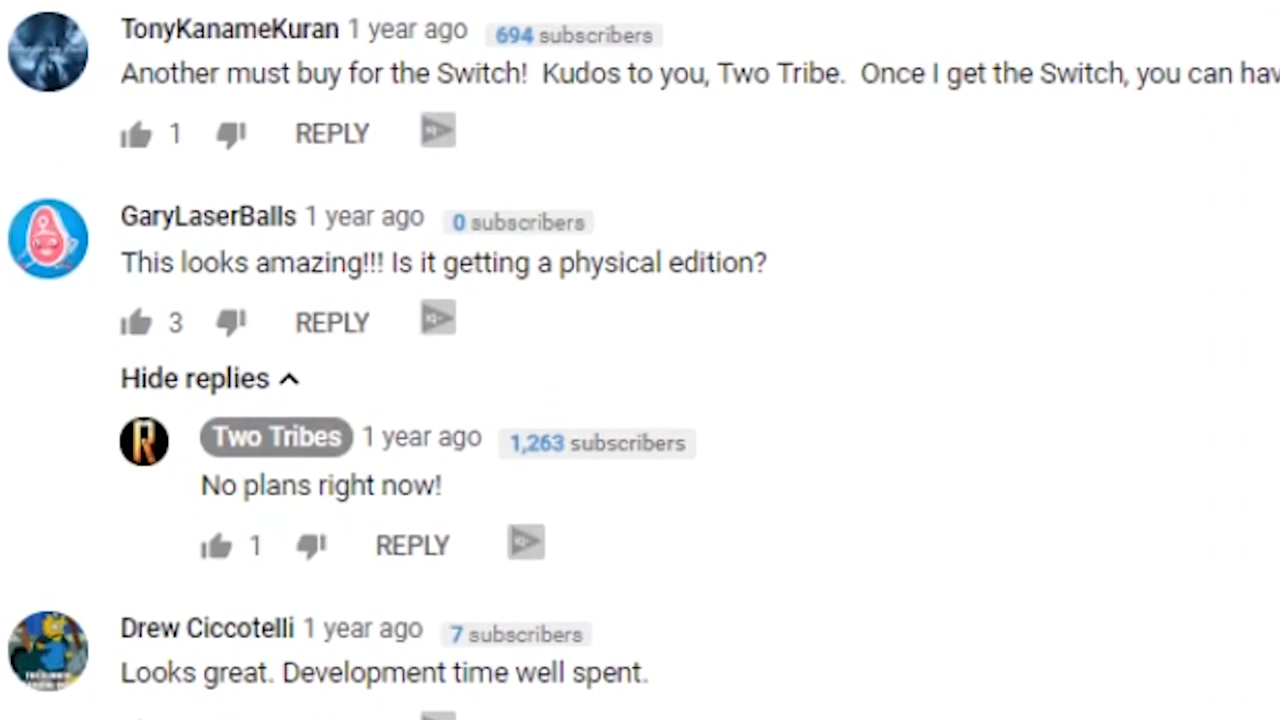 TonyKanameKuran 1 year ago 694 subscribers
Another must buy for the Switch! Kudos to you, Two Tribe. Once I get the Switch, you can hav
1 REPLY
GaryLaserBalls 1 year ago 0 subscribers
This looks amazing!!! Is it getting a physical edition?
3 REPLY
Hide replies
R
Two Tribes 1 year ago 1,263 subscribers
No plans right now!
1 REPLY
Drew Ciccotelli 1 year ago 7 subscribers
Looks great. Development time well spent.